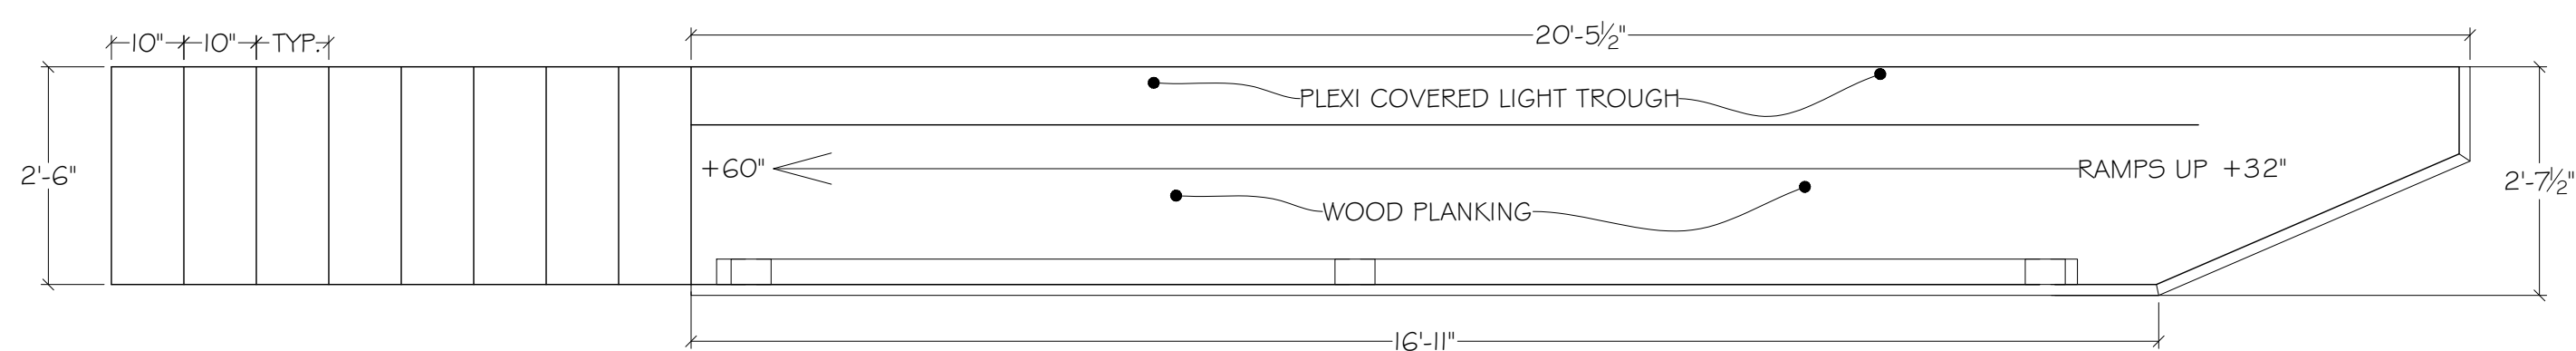 10" 10" TYP.
20'-5½"
PLEXI COVERED LIGHT TROUGH
+60" RAMPS UP +32"
2'-6"
2'-7½"
WOOD PLANKING
16'-11"